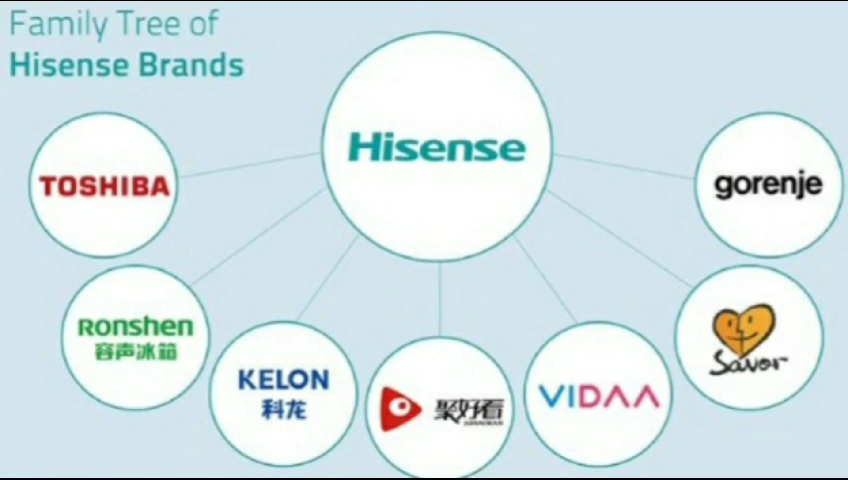 Family Tree of
Hisense Brands
Hisense
TOSHIBA
gorenje
Ronshen
容声冰箱
Savor
KELON
科龙
聚好看
VIDAA